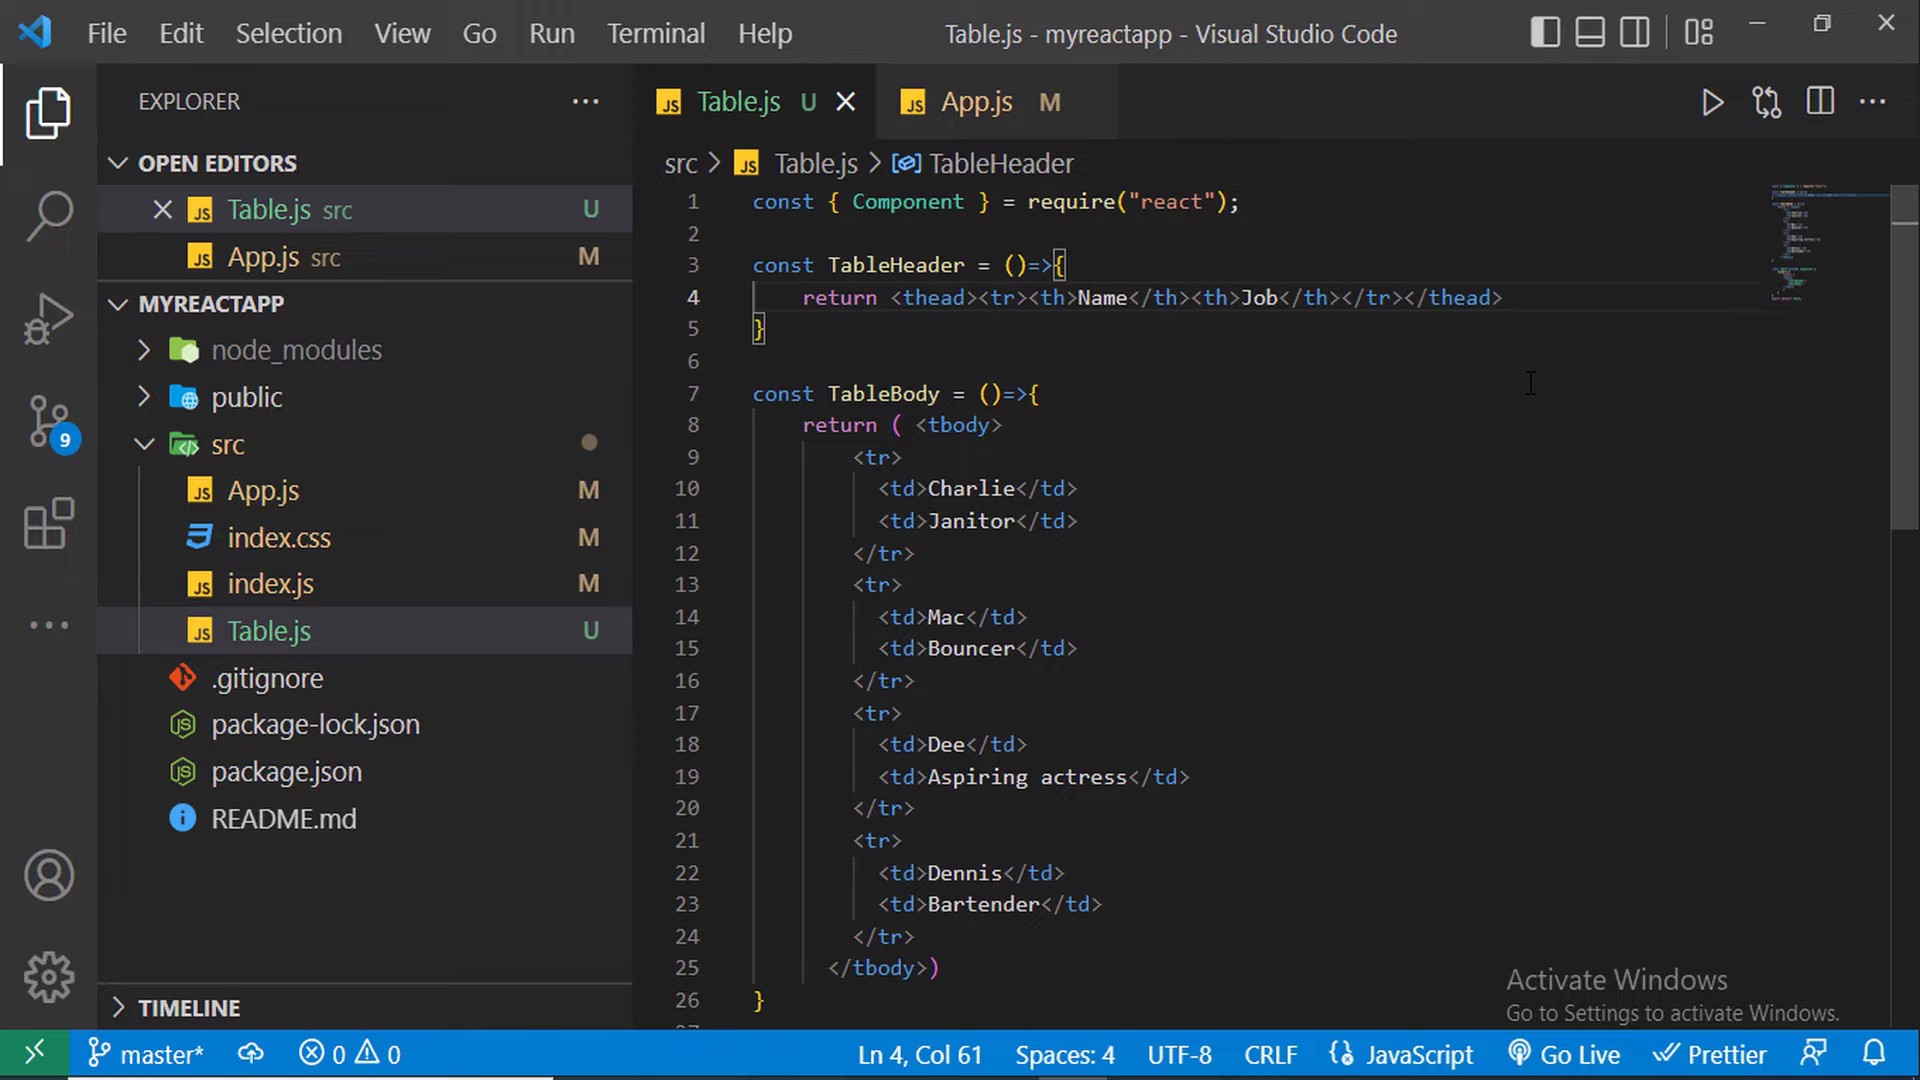 File Edit Selection View Go Run Terminal Help Table.js - myreactapp - Visual Studio Code
EXPLORER
OPEN EDITORS
Table.js src U
App.js src M
MYREACTAPP
node_modules
public
src
App.js M
index.css M
index.js M
Table.js U
.gitignore
package-lock.json
package.json
README.md
TIMELINE
9
Table.js U App.js M
src > Table.js > TableHeader
1 const { Component } = require("react");
2
3 const TableHeader = ()=>{
4 return <thead><tr><th>Name</th><th>Job</th></tr></thead>
5 }
6
7 const TableBody = ()=>{
8 return ( <tbody>
9 <tr>
10 <td>Charlie</td>
11 <td>Janitor</td>
12 </tr>
13 <tr>
14 <td>Mac</td>
15 <td>Bouncer</td>
16 </tr>
17 <tr>
18 <td>Dee</td>
19 <td>Aspiring actress</td>
20 </tr>
21 <tr>
22 <td>Dennis</td>
23 <td>Bartender</td>
24 </tr>
25 </tbody>)
26 }
Activate Windows
Go to Settings to activate Windows.
master* 0 0 Ln 4, Col 61 Spaces: 4 UTF-8 CRLF JavaScript Go Live Prettier